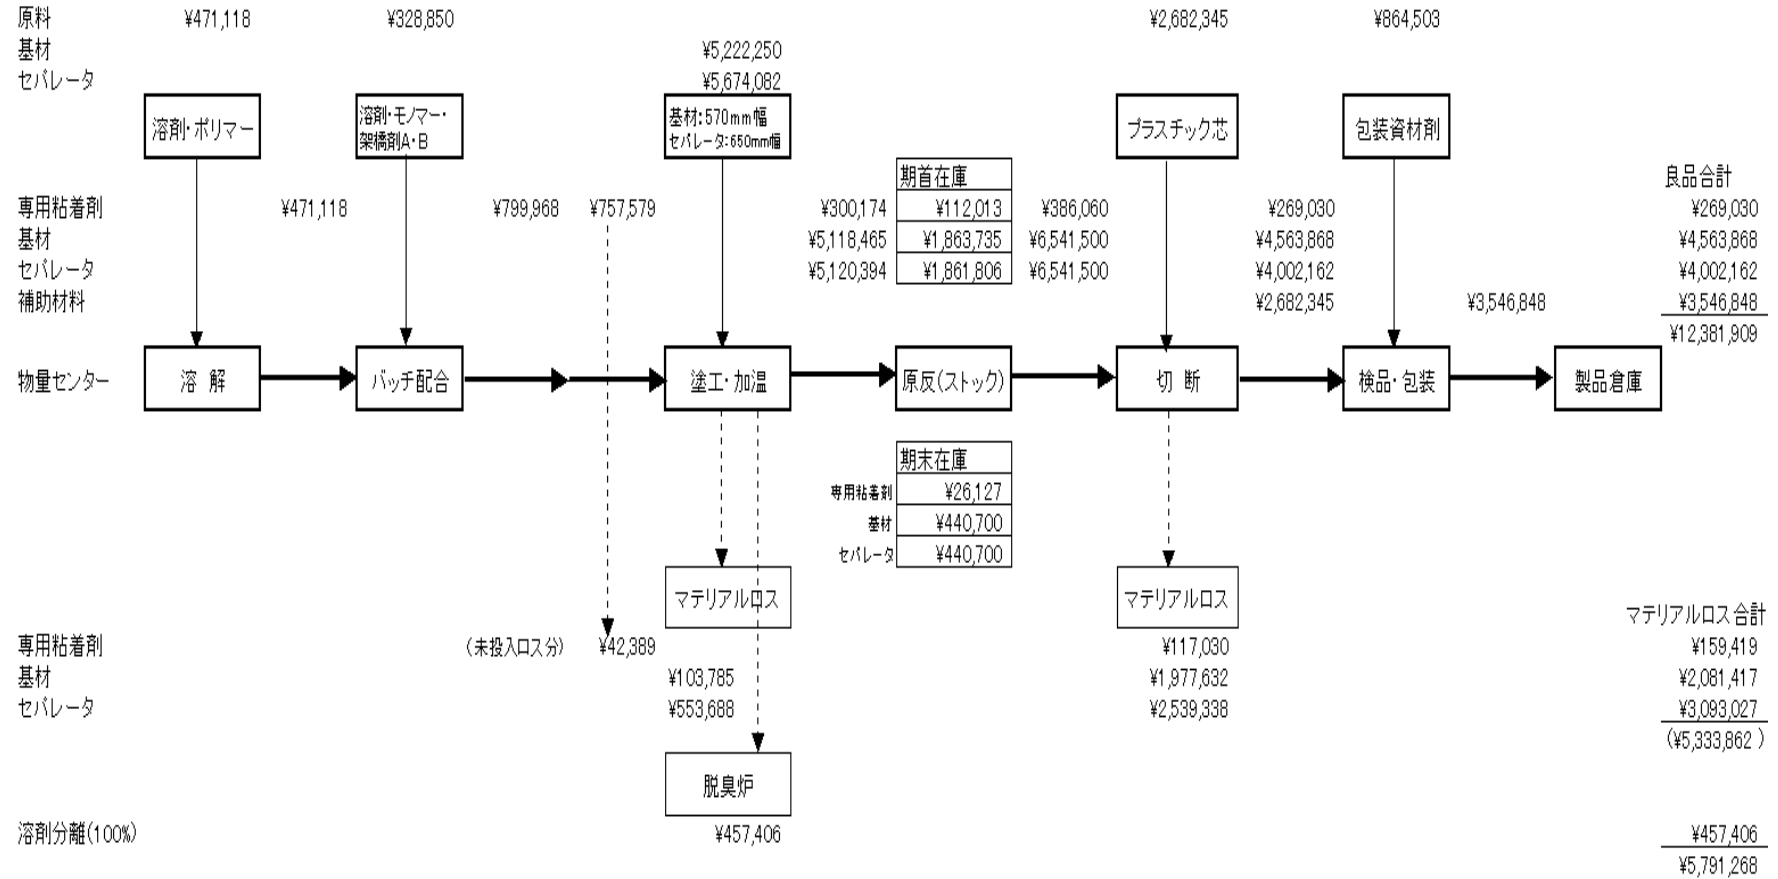 原料 ¥471,118 ¥328,850 ¥2,682,345 ¥864,503
基材 ¥5,222,250
セパレータ ¥5,674,082
溶剤・ポリマー
溶剤・モノマー・
架橋剤A・B
基材：570mm幅
セパレータ：650mm幅
プラスチック芯
包装資材剤
期首在庫
良品合計
専用粘着剤 ¥471,118 ¥799,968 ¥757,579 ¥300,174 ¥112,013 ¥386,060 ¥269,030 ¥269,030
基材 ¥5,118,465 ¥1,863,735 ¥6,541,500 ¥4,563,868 ¥4,563,868
セパレータ ¥5,120,394 ¥1,861,806 ¥6,541,500 ¥4,002,162 ¥4,002,162
補助材料 ¥2,682,345 ¥3,546,848 ¥3,546,848
¥12,381,909
物量センター 溶 解 バッチ配合 塗工・加温 原反(ストック) 切 断 検品・包装 製品倉庫
期末在庫
専用粘着剤 ¥26,127
基材 ¥440,700
セパレータ ¥440,700
マテリアルロス マテリアルロス
マテリアルロス合計
専用粘着剤 （未投入ロス分） ¥42,389 ¥117,030 ¥159,419
基材 ¥103,785 ¥1,977,632 ¥2,081,417
セパレータ ¥553,688 ¥2,539,338 ¥3,093,027
(¥5,333,862 )
脱臭炉
溶剤分離(100%) ¥457,406 ¥457,406
¥5,791,268